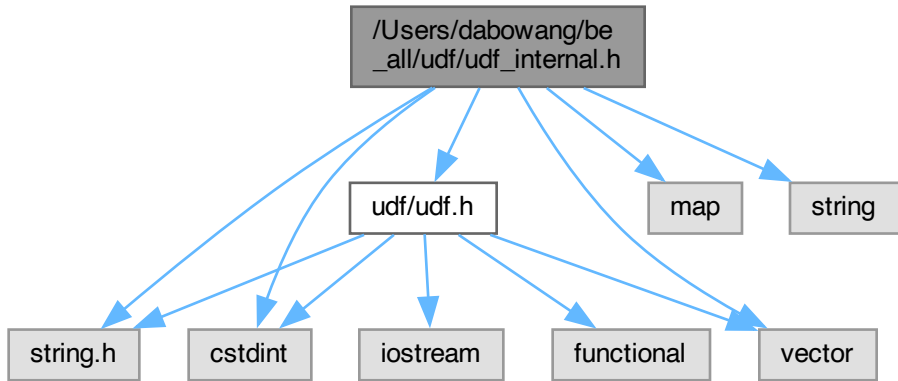 /Users/dabowang/be
_all/udf/udf_internal.h
udf/udf.h
map
string
string.h
cstdint
iostream
functional
vector